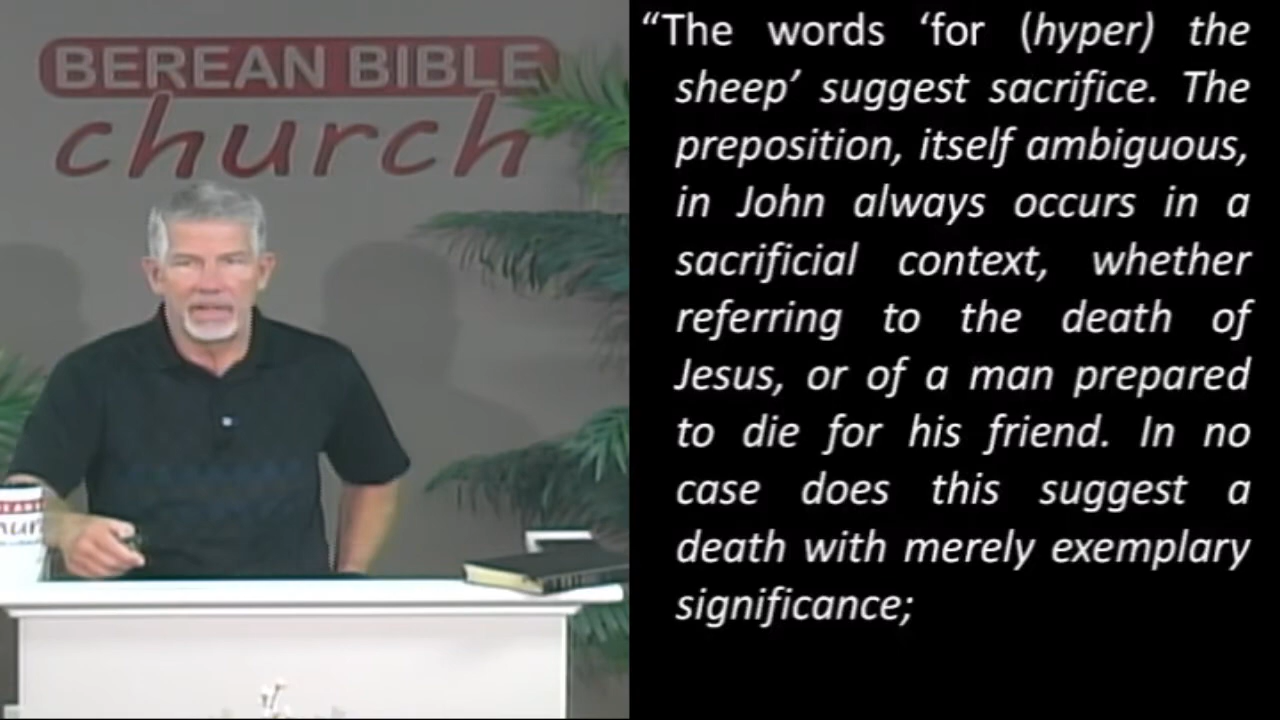 BEREAN BIBLE
church
“The words ‘for (hyper) the
sheep’ suggest sacrifice. The
preposition, itself ambiguous,
in John always occurs in a
sacrificial context, whether
referring to the death of
Jesus, or of a man prepared
to die for his friend. In no
case does this suggest a
death with merely exemplary
significance;